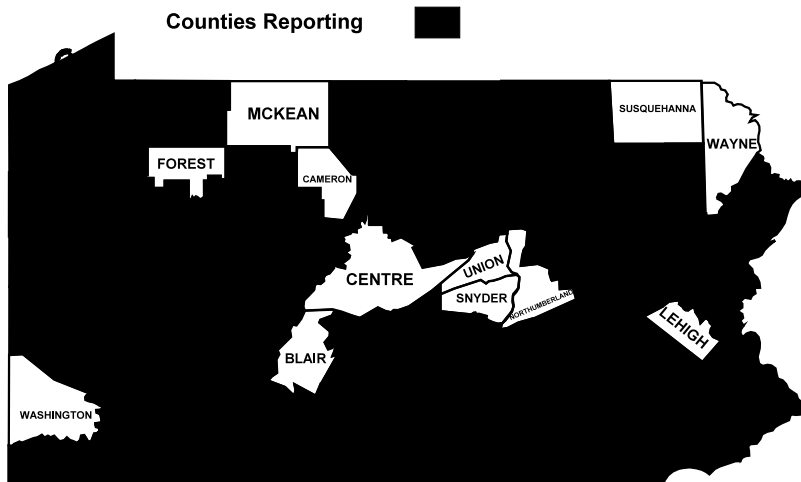 Counties Reporting
MCKEAN
SUSQUEHANNA
WAYNE
FOREST
CAMERON
CENTRE
UNION
SNYDER
NORTHUMBERLAND
LEHIGH
BLAIR
WASHINGTON